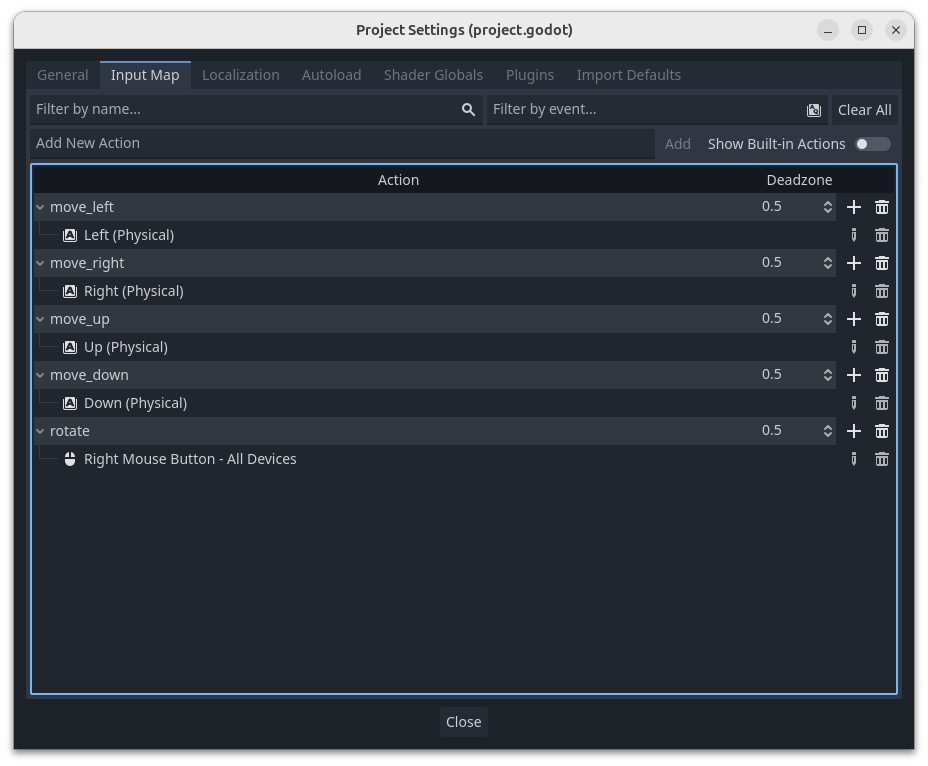 Project Settings (project.godot)
General Input Map Localization Autoload Shader Globals Plugins Import Defaults
Filter by name... Filter by event... Clear All
Add New Action Add Show Built-in Actions
Action Deadzone
move_left 0.5
Left (Physical)
move_right 0.5
Right (Physical)
move_up 0.5
Up (Physical)
move_down 0.5
Down (Physical)
rotate 0.5
Right Mouse Button - All Devices
Close